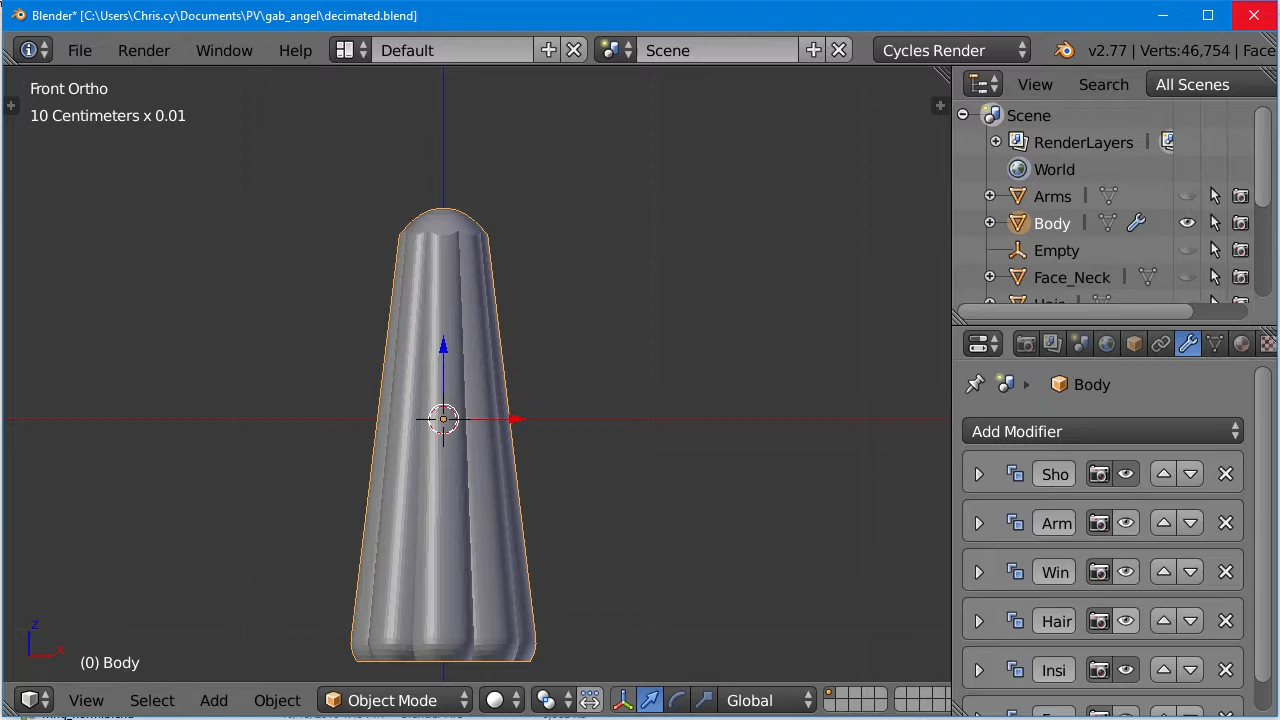 Blender* [C:\Users\Chris.cy\Documents\PV\gab_angel\decimated.blend]
File Render Window Help Default Scene Cycles Render v2.77 | Verts:46,754 | Face
Front Ortho
10 Centimeters x 0.01
View Search All Scenes
Scene
RenderLayers
World
Arms
Body
Empty
Face_Neck
Hair
Body
Add Modifier
Sho
Arm
Win
Hair
Insi
z
x
(0) Body
View Select Add Object Object Mode Global